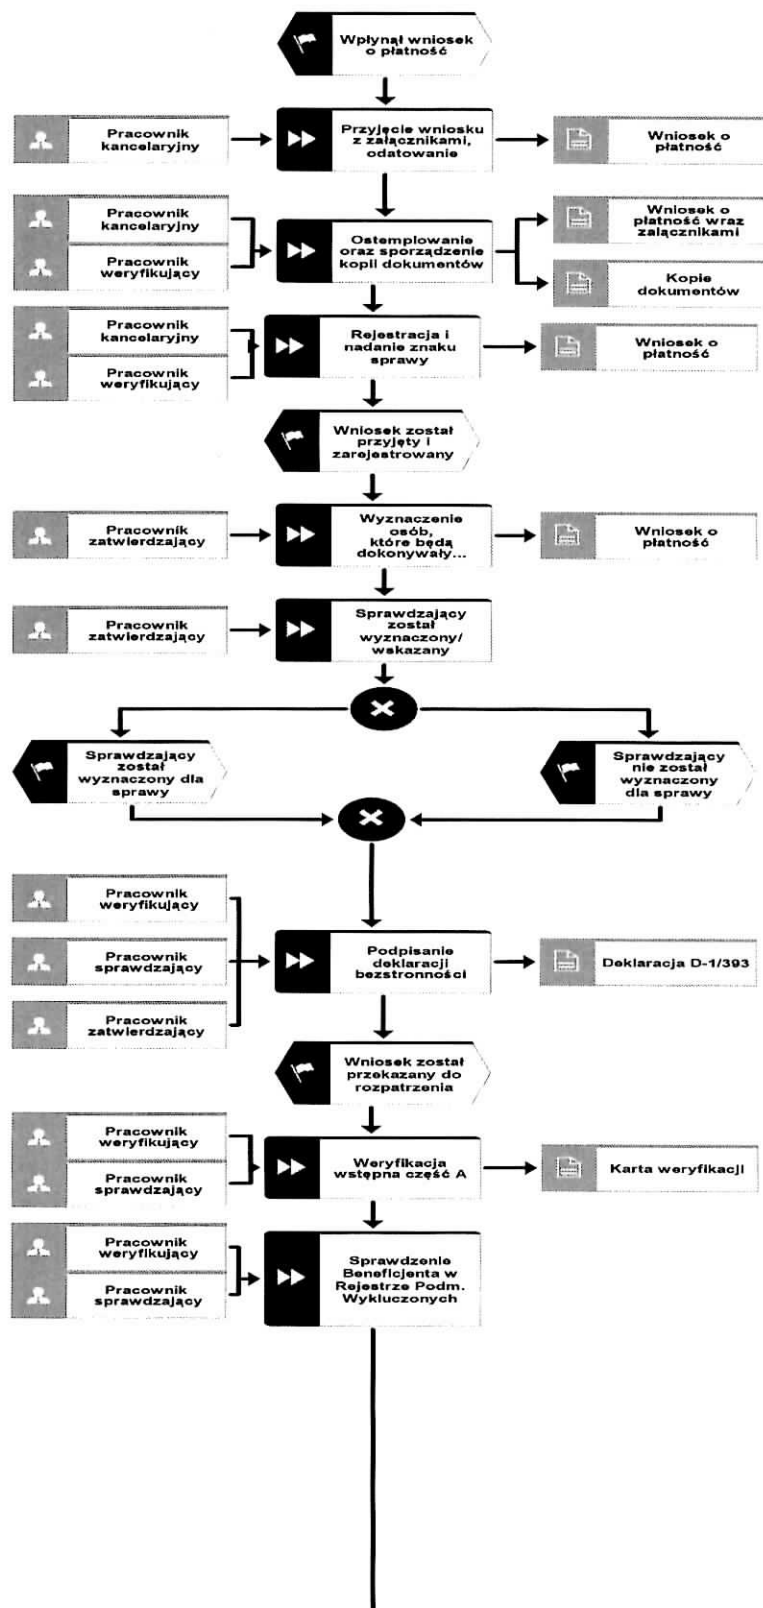 Wpłynął wniosek
o płatność
Pracownik
kancelaryjny
Przyjęcie wniosku
z załącznikami,
odatowanie
Wniosek o
płatność
Pracownik
kancelaryjny
Pracownik
weryfikujący
Ostemplowanie
oraz sporządzenie
kopii dokumentów
Wniosek o
płatność wraz
załącznikami
Kopie
dokumentów
Pracownik
kancelaryjny
Pracownik
weryfikujący
Rejestracja i
nadanie znaku
sprawy
Wniosek o
płatność
Wniosek został
przyjęty i
zarejestrowany
Pracownik
zatwierdzający
Wyznaczenie
osób,
które będą
dokonywały...
Wniosek o
płatność
Pracownik
zatwierdzający
Sprawdzający
został
wyznaczony/
wskazany
Sprawdzający
został
wyznaczony dla
sprawy
Sprawdzający
nie został
wyznaczony
dla sprawy
Pracownik
weryfikujący
Pracownik
sprawdzający
Pracownik
zatwierdzający
Podpisanie
deklaracji
bezstronności
Deklaracja D-1/393
Wniosek został
przekazany do
rozpatrzenia
Pracownik
weryfikujący
Pracownik
sprawdzający
Weryfikacja
wstępna część A
Karta weryfikacji
Pracownik
weryfikujący
Pracownik
sprawdzający
Sprawdzenie
Beneficjenta w
Rejestrze Podm.
Wykluczonych